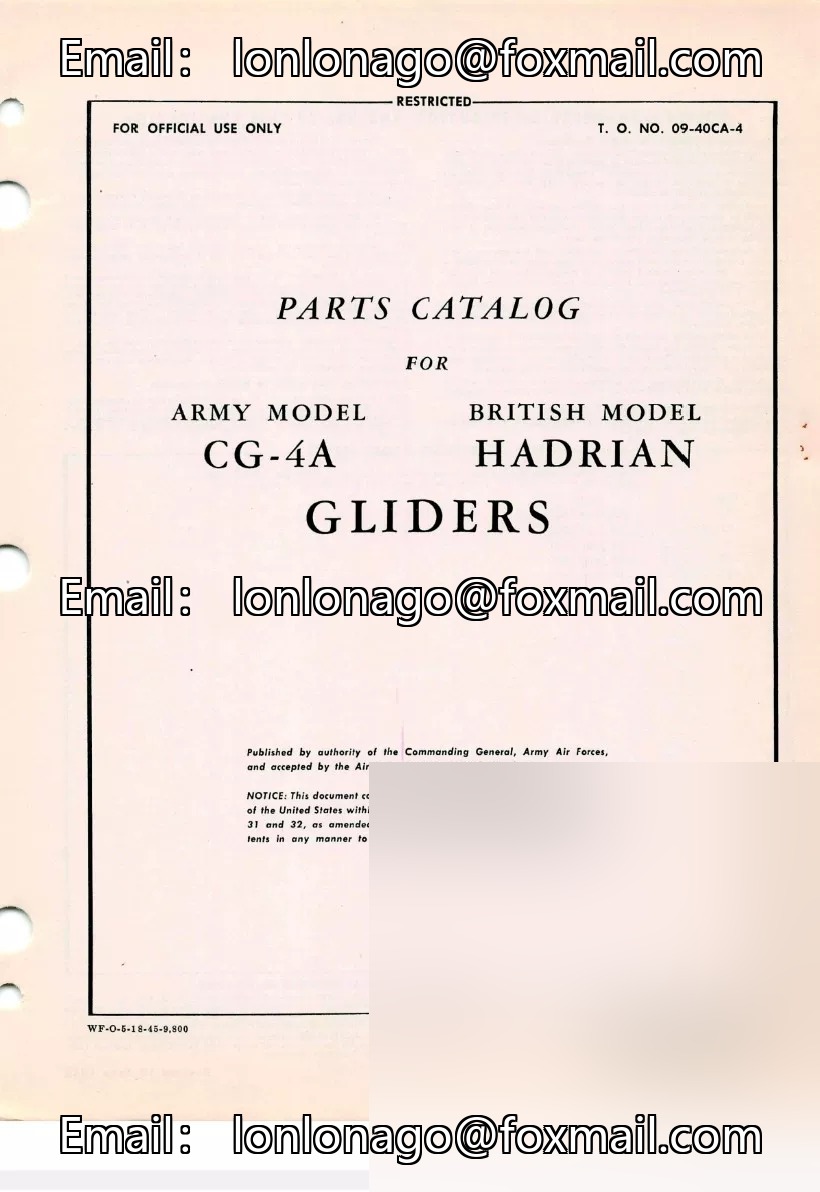 Email： lonlonago@foxmail.com
RESTRICTED
FOR OFFICIAL USE ONLY T. O. NO. 09-40CA-4
PARTS CATALOG
FOR
ARMY MODEL BRITISH MODEL
CG-4A HADRIAN
GLIDERS
Email： lonlonago@foxmail.com
Published by authority of the Commanding General, Army Air Forces,
and accepted by the Air
NOTICE: This document
of the United States
31 and 32, as
tents in any manner to
WF-O-5-18-45-9,800
Email： lonlonago@foxmail.com